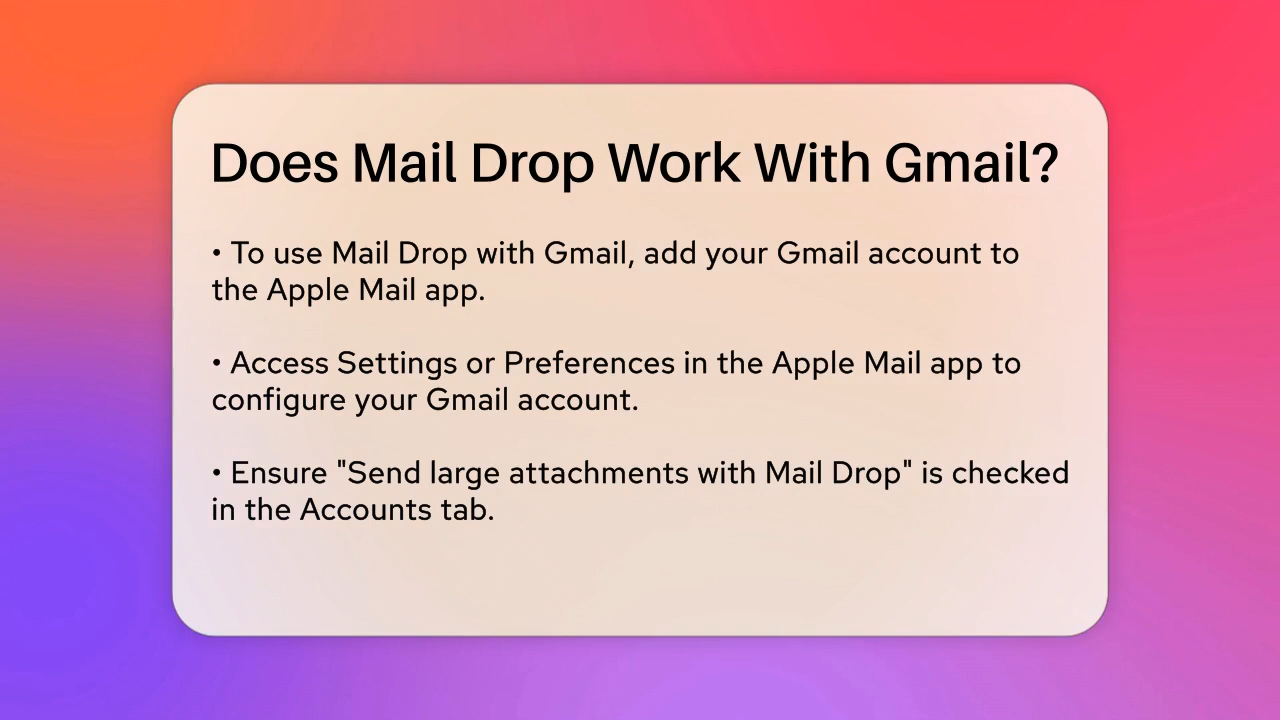 Does Mail Drop Work With Gmail?
• To use Mail Drop with Gmail, add your Gmail account to
the Apple Mail app.
• Access Settings or Preferences in the Apple Mail app to
configure your Gmail account.
• Ensure "Send large attachments with Mail Drop" is checked
in the Accounts tab.